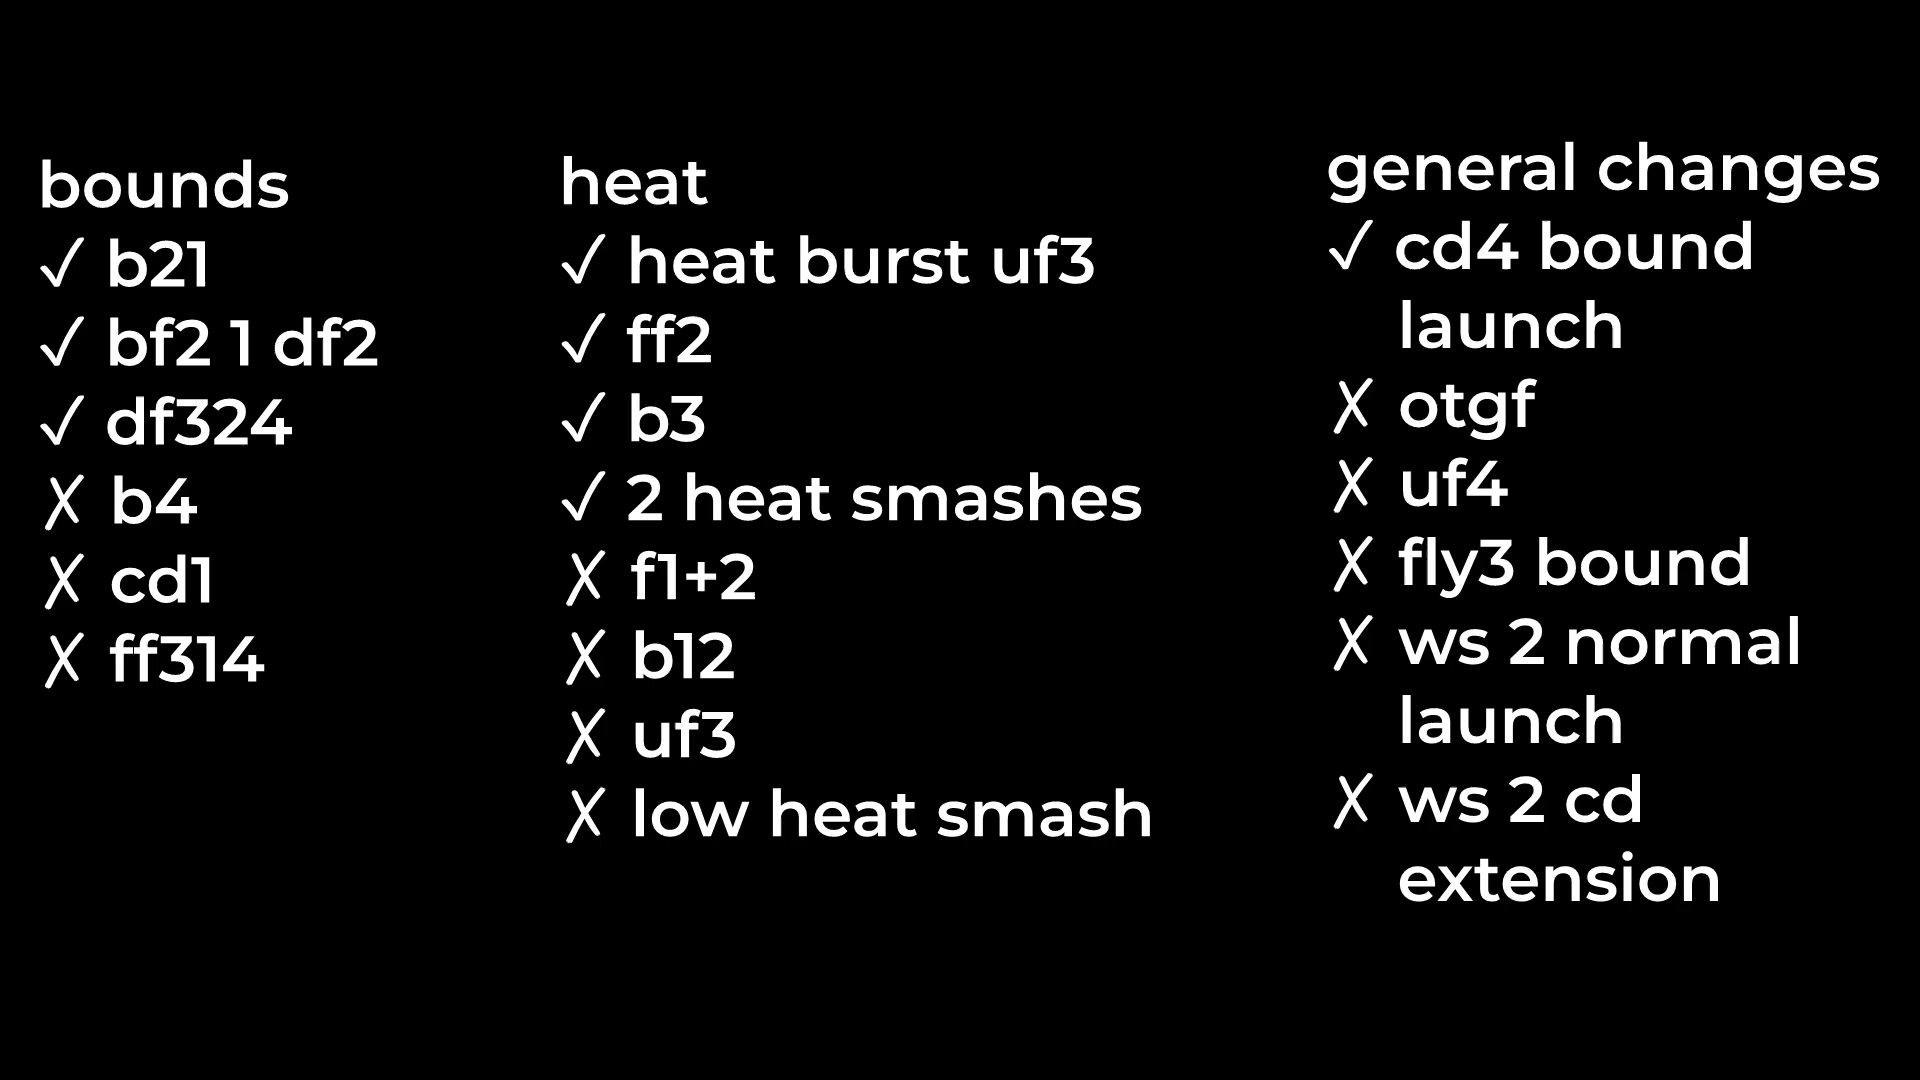 bounds
✓ b21
✓ bf2 1 df2
✓ df324
✗ b4
✗ cd1
✗ ff314
heat
✓ heat burst uf3
✓ ff2
✓ b3
✓ 2 heat smashes
✗ f1+2
✗ b12
✗ uf3
✗ low heat smash
general changes
✓ cd4 bound
launch
✗ otgf
✗ uf4
✗ fly3 bound
✗ ws 2 normal
launch
✗ ws 2 cd
extension